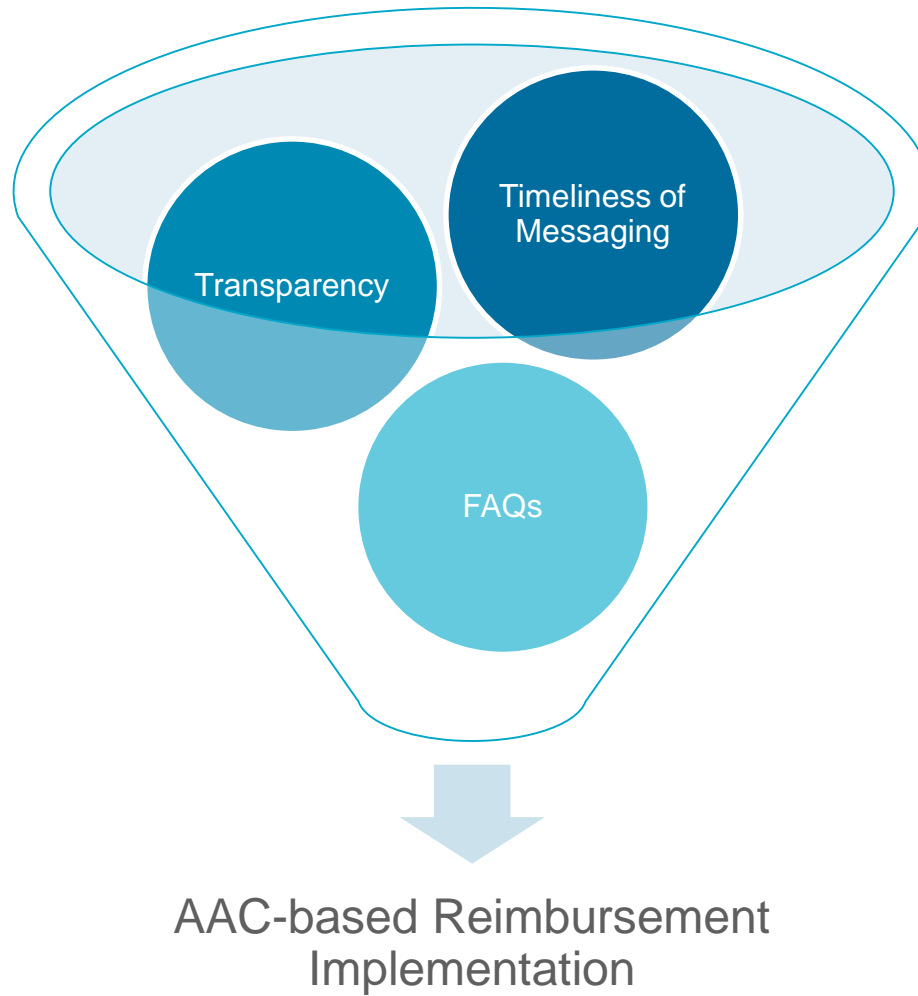 Timeliness of
Messaging
Transparency
FAQs
AAC-based Reimbursement
Implementation